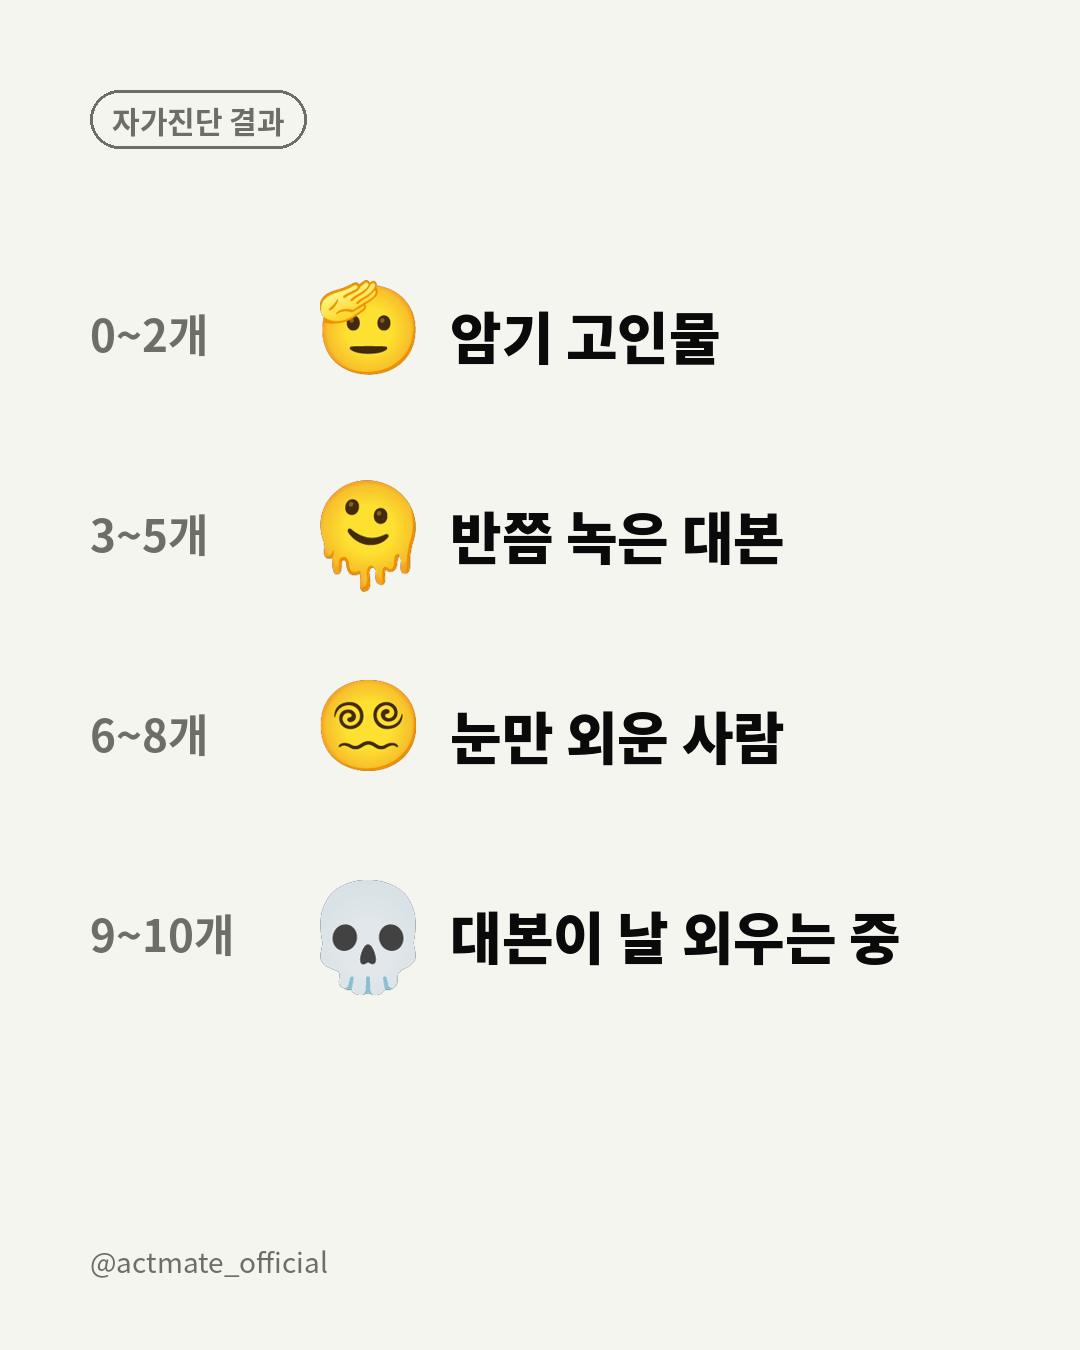 자가진단 결과
0~2개 암기 고인물
3~5개 반쯤 녹은 대본
6~8개 눈만 외운 사람
9~10개 대본이 날 외우는 중
@actmate_official